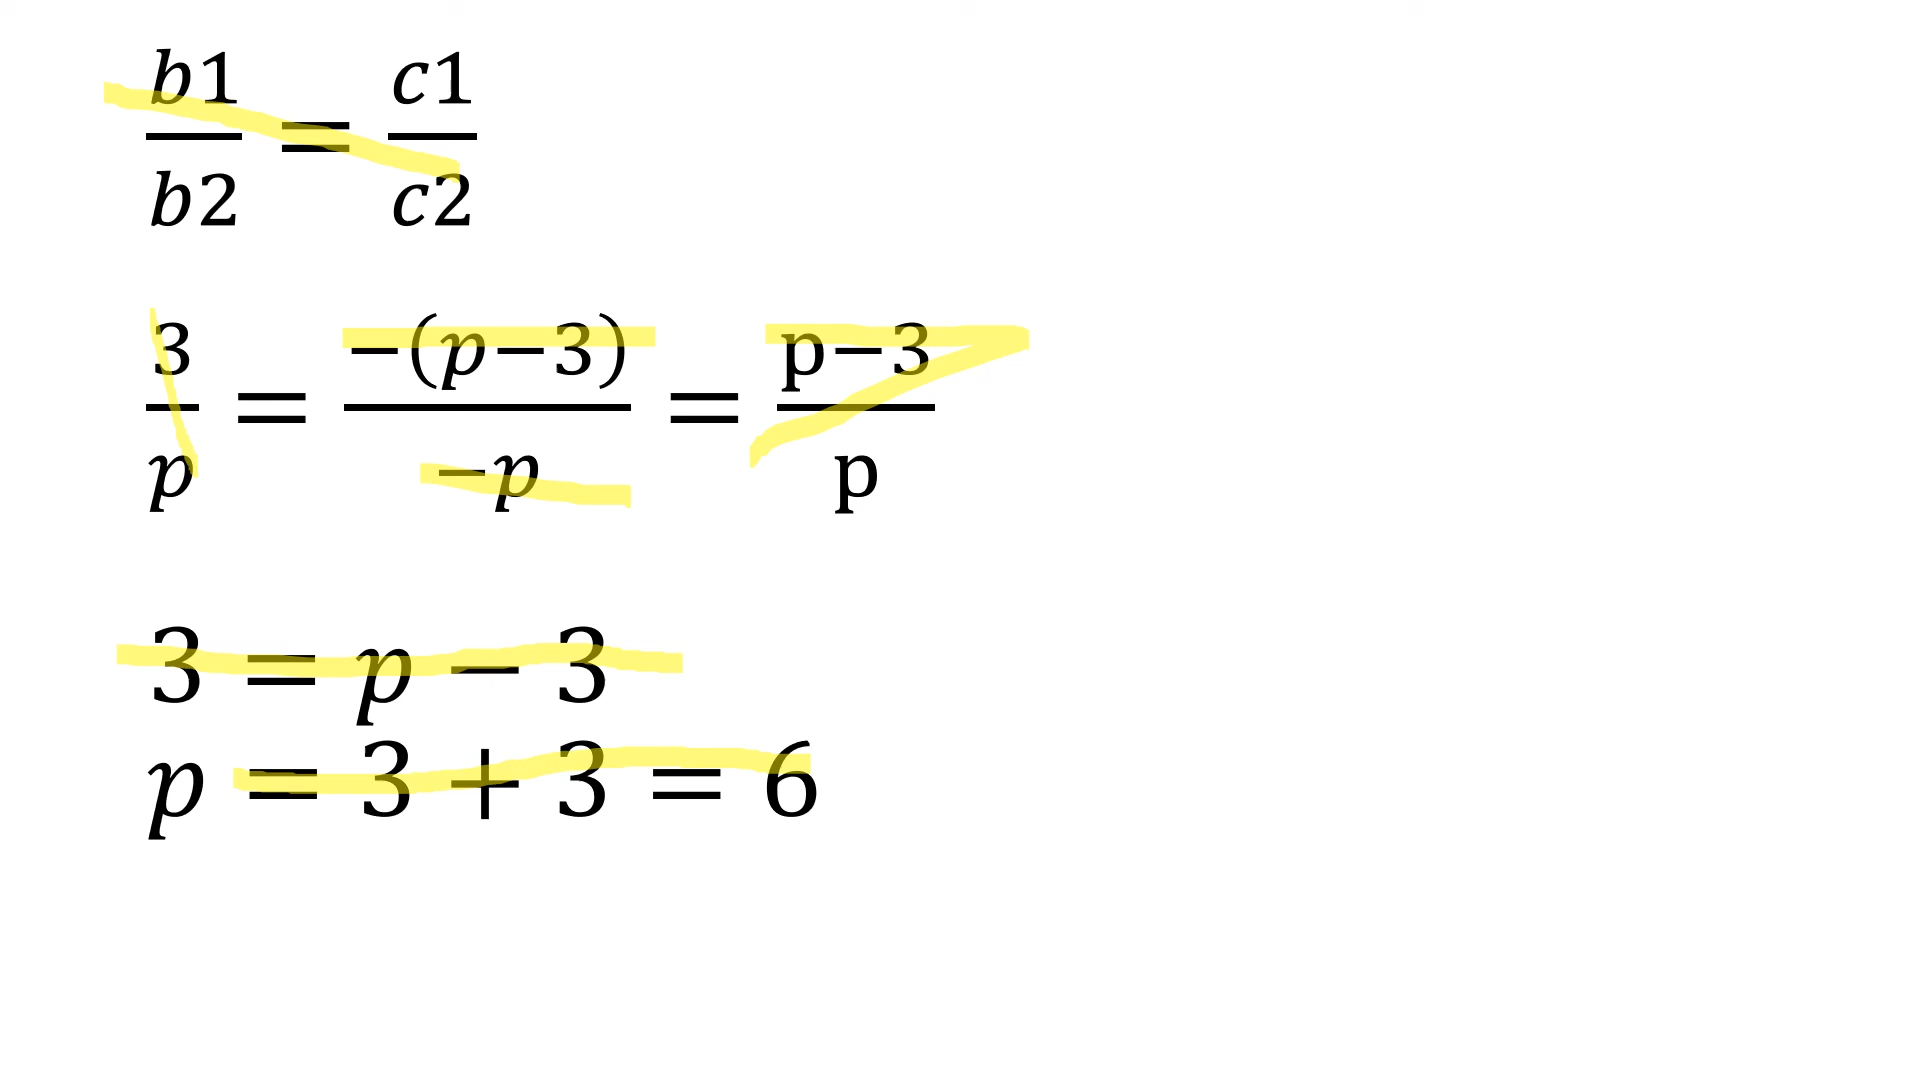 b1/b2 = c1/c2
3/p = −(p−3)/−p = p−3/p
3 = p − 3
p = 3 + 3 = 6